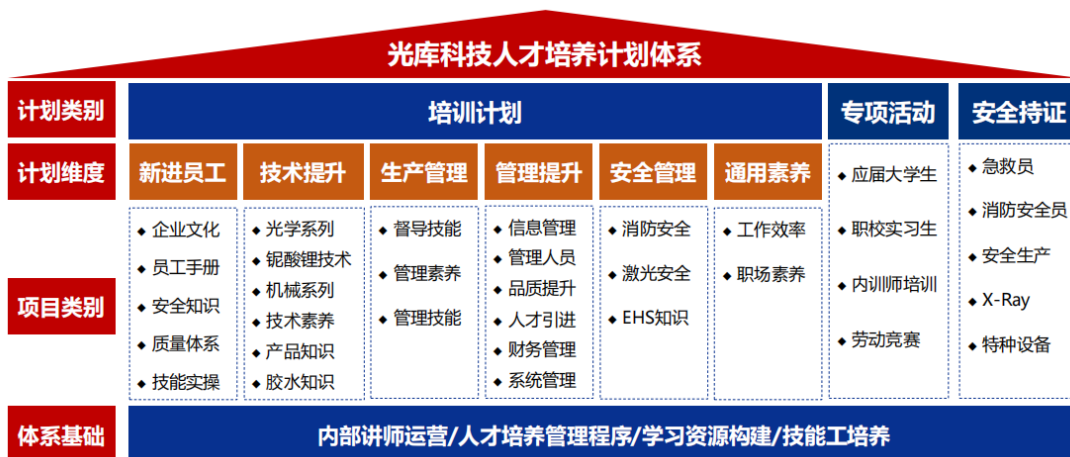 光库科技人才培养计划体系
计划类别
培训计划
专项活动
安全持证
计划维度
新进员工
技术提升
生产管理
管理提升
安全管理
通用素养
项目类别
◆ 企业文化
◆ 员工手册
◆ 安全知识
◆ 质量体系
◆ 技能实操
◆ 光学系列
◆ 铌酸锂技术
◆ 机械系列
◆ 技术素养
◆ 产品知识
◆ 胶水知识
◆ 督导技能
◆ 管理素养
◆ 管理技能
◆ 信息管理
◆ 管理人员
◆ 品质提升
◆ 人才引进
◆ 财务管理
◆ 系统管理
◆ 消防安全
◆ 激光安全
◆ EHS知识
◆ 工作效率
◆ 职场素养
◆ 应届大学生
◆ 职校实习生
◆ 内训师培训
◆ 劳动竞赛
◆ 急救员
◆ 消防安全员
◆ 安全生产
◆ X-Ray
◆ 特种设备
体系基础
内部讲师运营/人才培养管理程序/学习资源构建/技能工培养